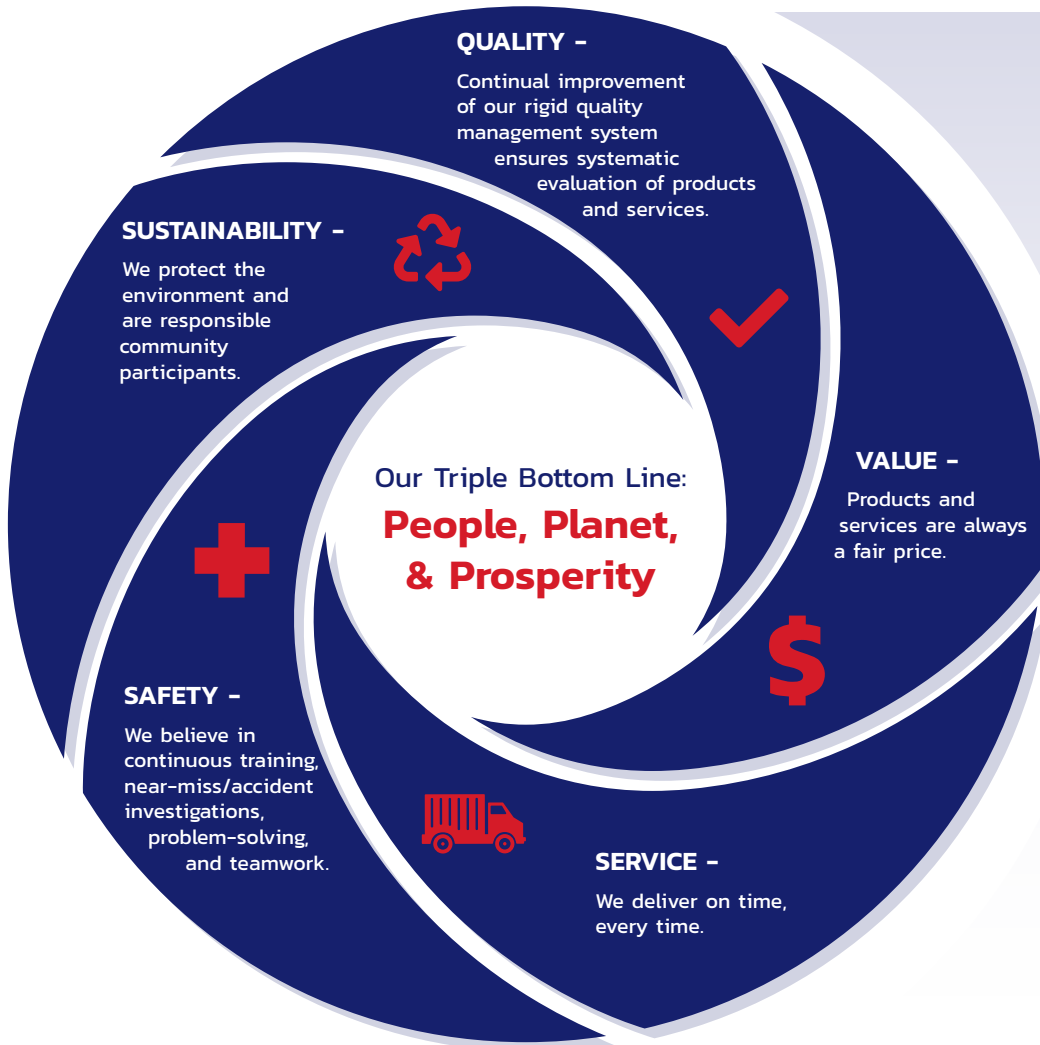 QUALITY –
Continual improvement
of our rigid quality
management system
ensures systematic
evaluation of products
and services.
SUSTAINABILITY –
We protect the
environment and
are responsible
community
participants.
VALUE –
Products and
services are always
a fair price.
Our Triple Bottom Line:
People, Planet,
& Prosperity
SAFETY –
We believe in
continuous training,
near-miss/accident
investigations,
problem-solving,
and teamwork.
SERVICE –
We deliver on time,
every time.